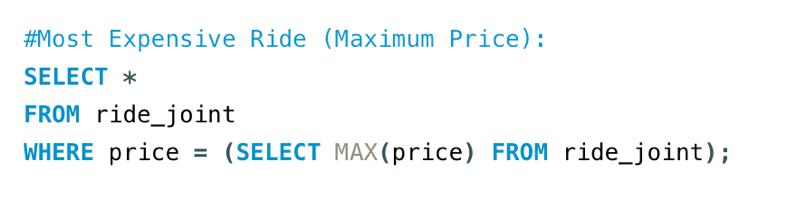 #Most Expensive Ride (Maximum Price):
SELECT *
FROM ride_joint
WHERE price = (SELECT MAX(price) FROM ride_joint);